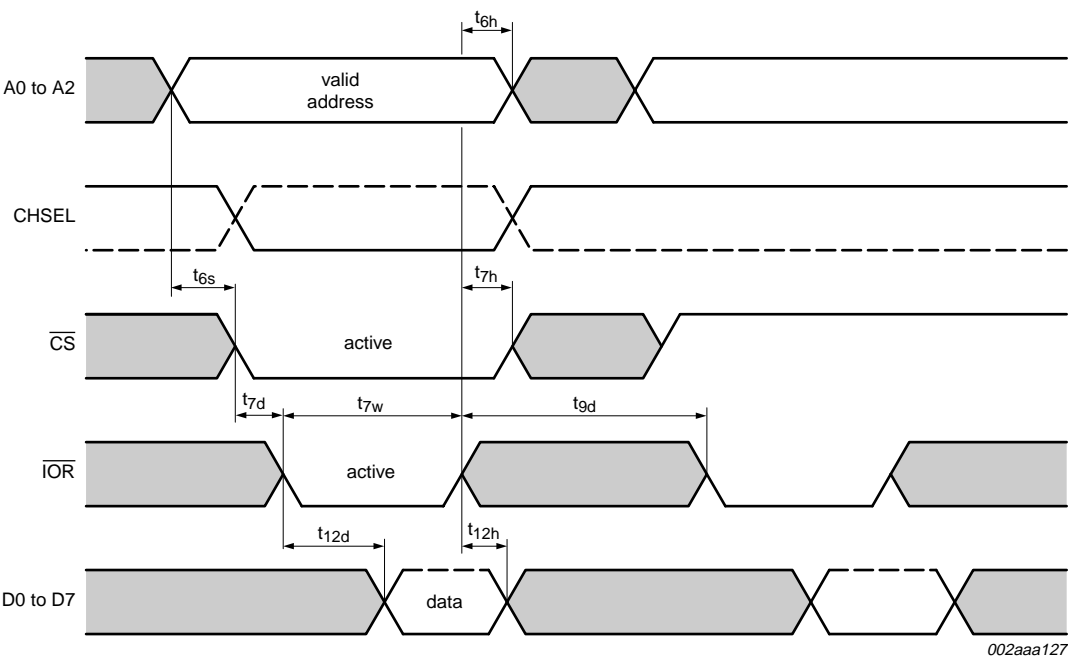 t6h
A0 to A2
valid
address
CHSEL
t6s
t7h
CS
active
t7d
t7w
t9d
IOR
active
t12d
t12h
D0 to D7
data
002aaa127